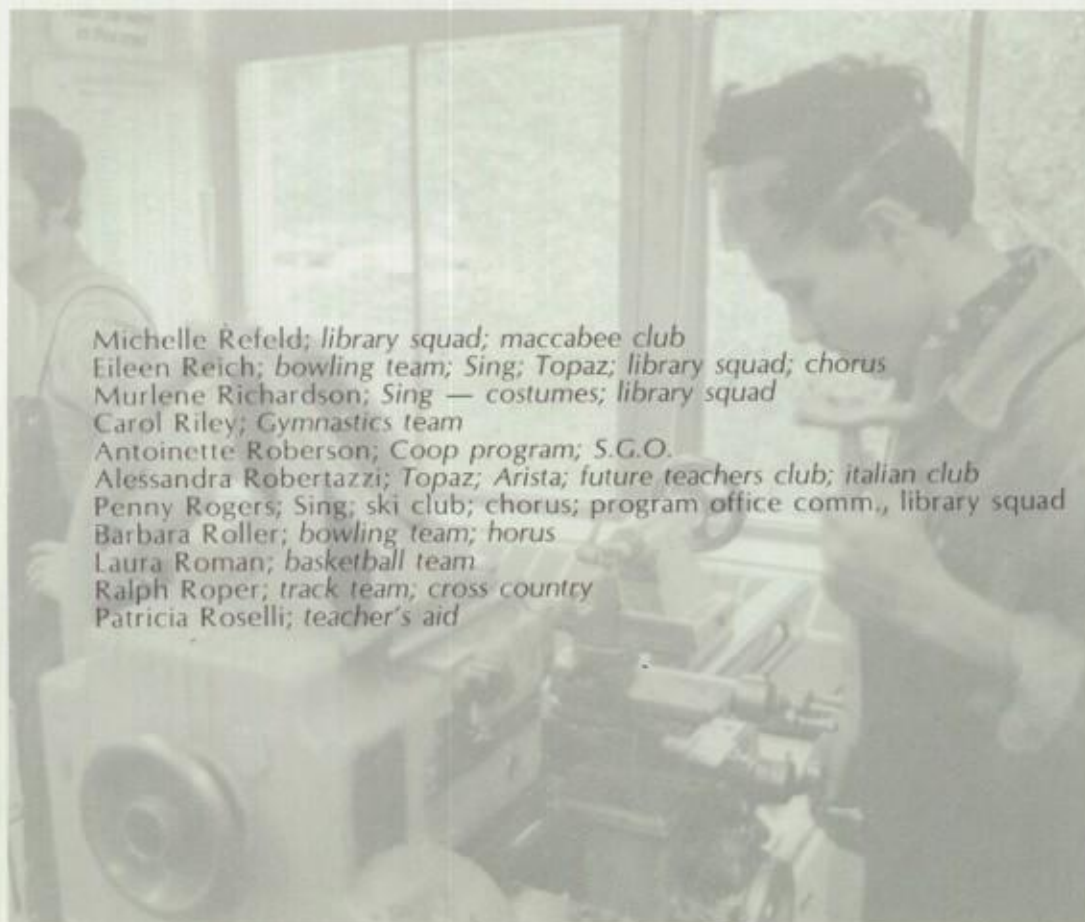 Michelle Refeld; library squad; maccabee club
Eileen Reich; bowling team; Sing; Topaz; library squad; chorus
Murlene Richardson; Sing — costumes; library squad
Carol Riley; Gymnastics team
Antoinette Roberson; Coop program; S.G.O.
Alessandra Robertazzi; Topaz; Arista; future teachers club; italian club
Penny Rogers; Sing; ski club; chorus; program office comm., library squad
Barbara Roller; bowling team; horus
Laura Roman; basketball team
Ralph Roper; track team; cross country
Patricia Roselli; teacher's aid